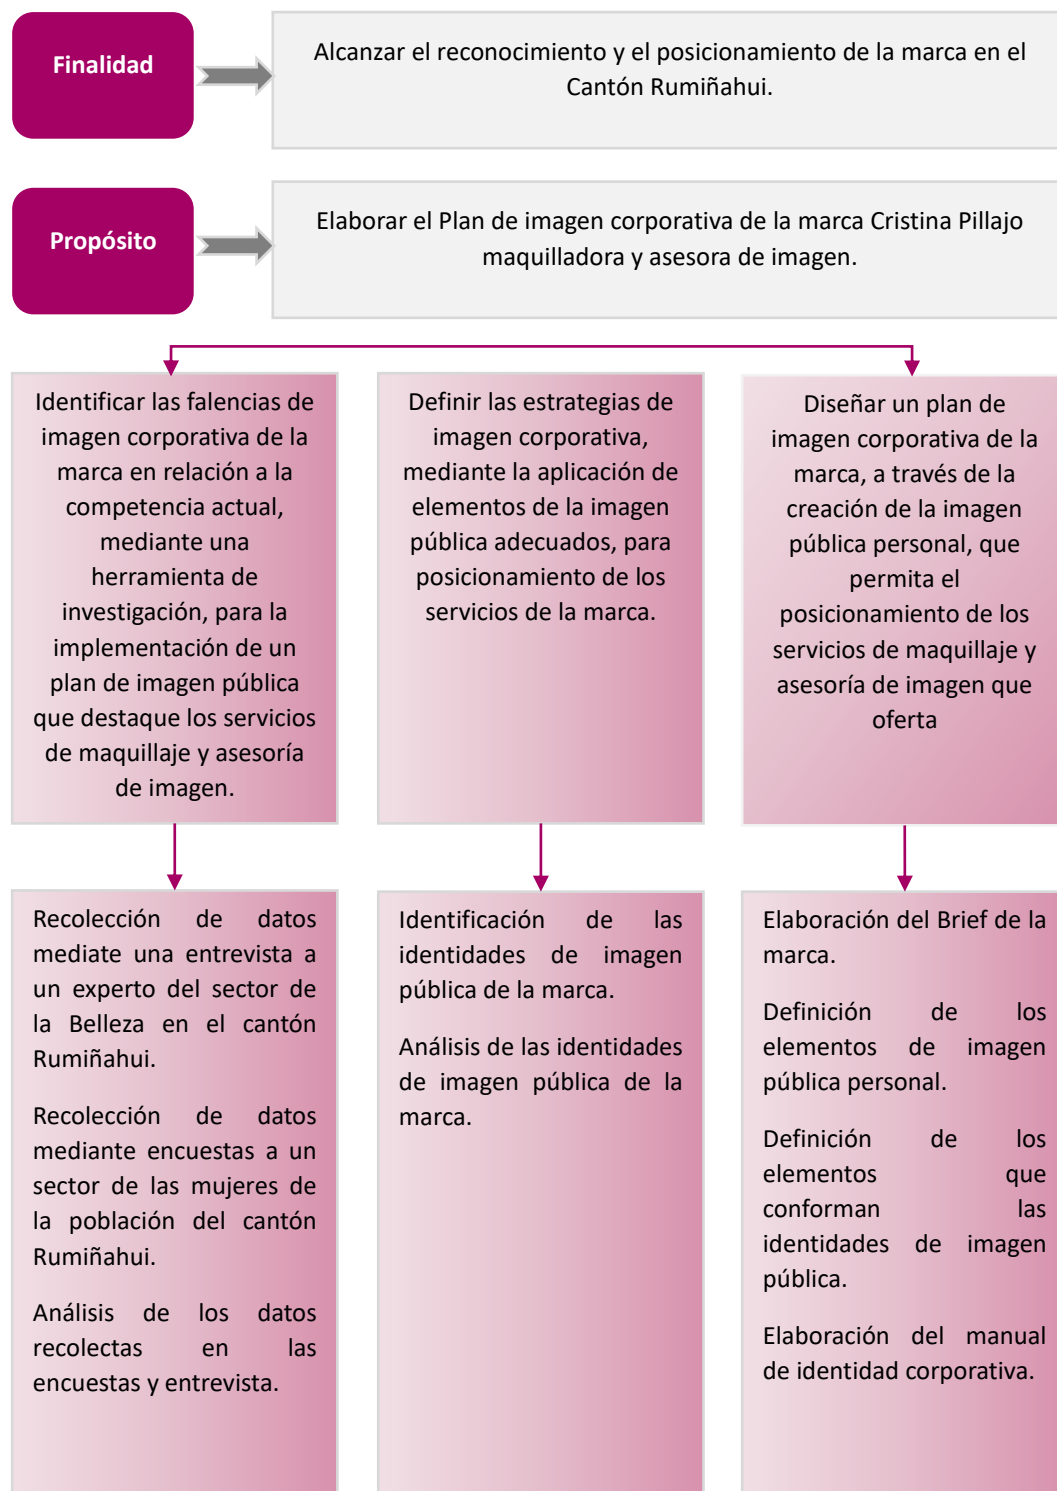 Finalidad
Alcanzar el reconocimiento y el posicionamiento de la marca en el
Cantón Rumiñahui.
Propósito
Elaborar el Plan de imagen corporativa de la marca Cristina Pillajo
maquilladora y asesora de imagen.
Identificar las falencias de
imagen corporativa de la
marca en relación a la
competencia actual,
mediante una
herramienta de
investigación, para la
implementación de un
plan de imagen pública
que destaque los servicios
de maquillaje y asesoría
de imagen.
Definir las estrategias de
imagen corporativa,
mediante la aplicación de
elementos de la imagen
pública adecuados, para
posicionamiento de los
servicios de la marca.
Diseñar un plan de
imagen corporativa de la
marca, a través de la
creación de la imagen
pública personal, que
permita el
posicionamiento de los
servicios de maquillaje y
asesoría de imagen que
oferta
Recolección de datos
mediate una entrevista a
un experto del sector de
la Belleza en el cantón
Rumiñahui.
Recolección de datos
mediante encuestas a un
sector de las mujeres de
la población del cantón
Rumiñahui.
Análisis de los datos
recolectas en las
encuestas y entrevista.
Identificación de las
identidades de imagen
pública de la marca.
Análisis de las identidades
de imagen pública de la
marca.
Elaboración del Brief de la
marca.
Definición de los
elementos de imagen
pública personal.
Definición de los
elementos que
conforman las
identidades de imagen
pública.
Elaboración del manual
de identidad corporativa.